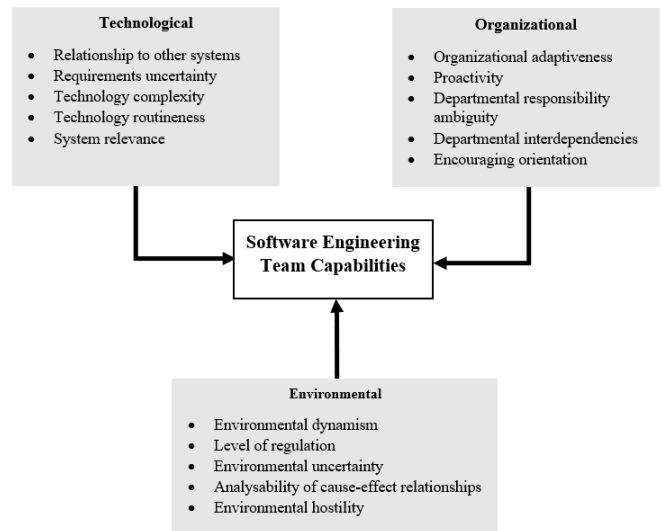 Technological
• Relationship to other systems
• Requirements uncertainty
• Technology complexity
• Technology routineness
• System relevance
Organizational
• Organizational adaptiveness
• Proactivity
• Departmental responsibility
ambiguity
• Departmental interdependencies
• Encouraging orientation
Software Engineering
Team Capabilities
Environmental
• Environmental dynamism
• Level of regulation
• Environmental uncertainty
• Analysability of cause-effect relationships
• Environmental hostility